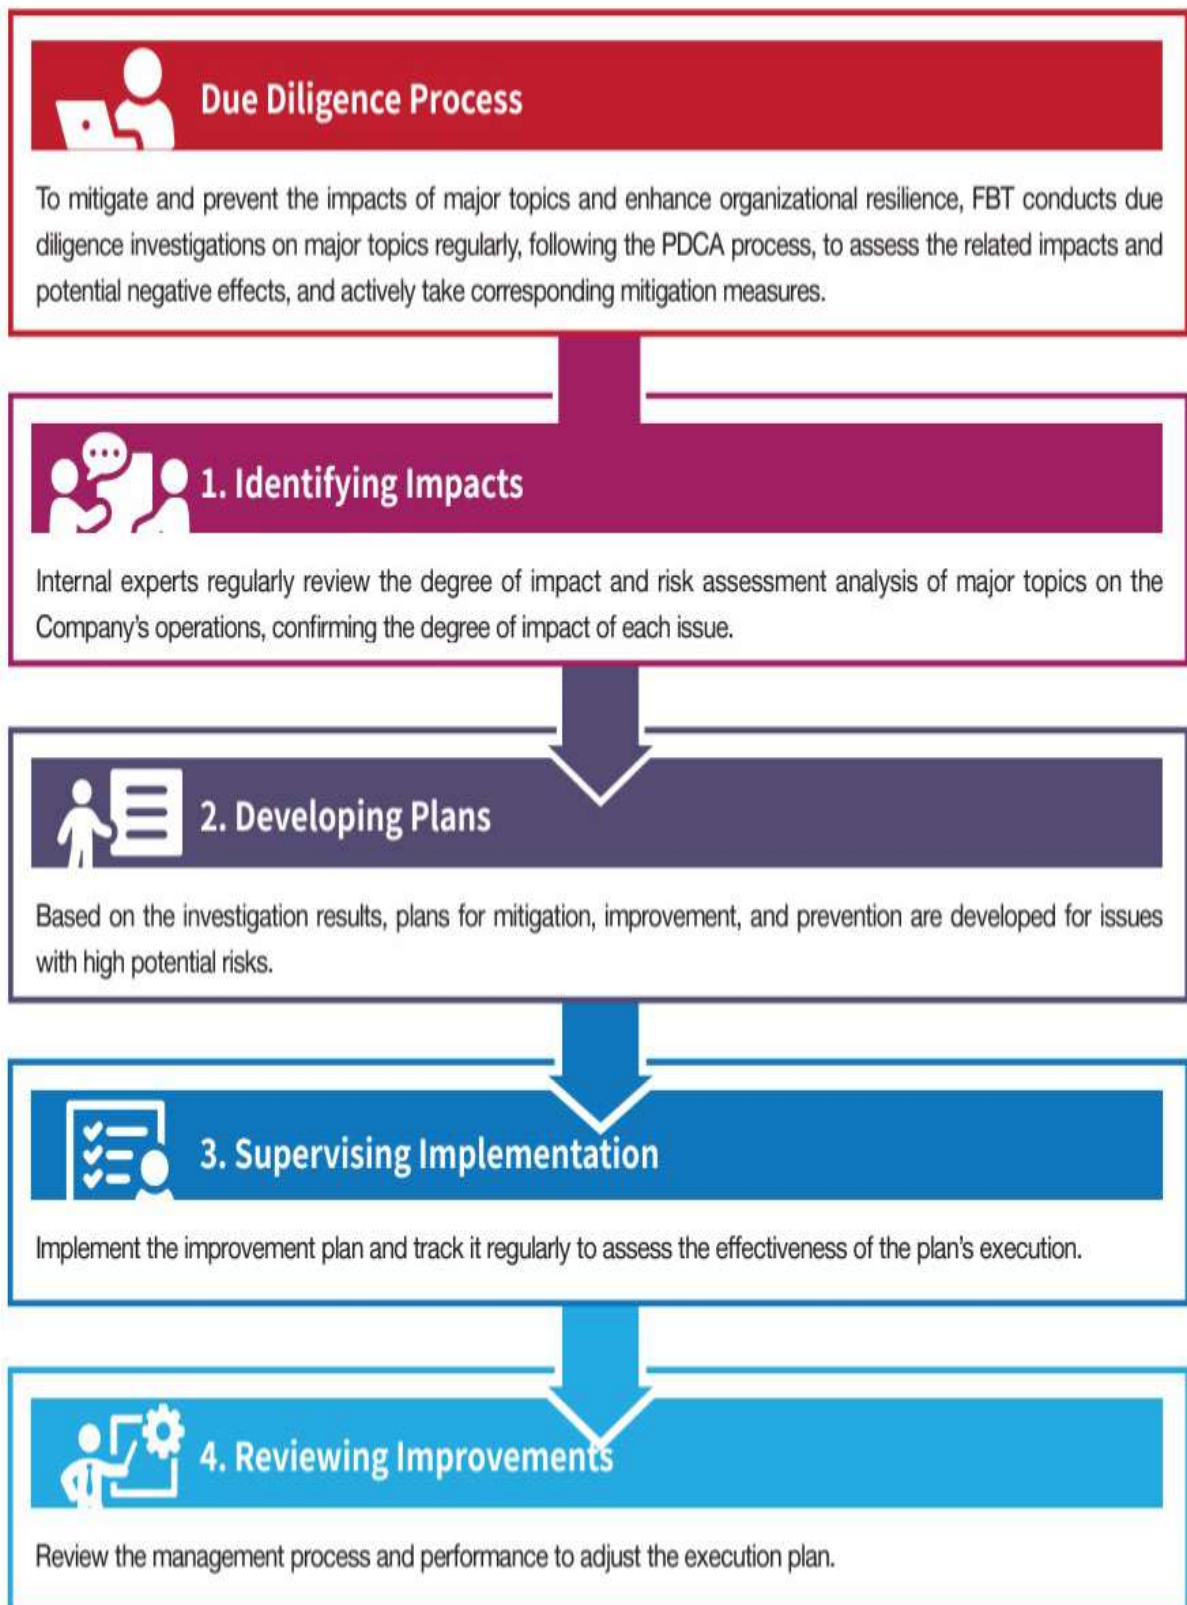 Due Diligence Process
To mitigate and prevent the impacts of major topics and enhance organizational resilience, FBT conducts due
diligence investigations on major topics regularly, following the PDCA process, to assess the related impacts and
potential negative effects, and actively take corresponding mitigation measures.
1. Identifying Impacts
Internal experts regularly review the degree of impact and risk assessment analysis of major topics on the
Company's operations, confirming the degree of impact of each issue.
2. Developing Plans
Based on the investigation results, plans for mitigation, improvement, and prevention are developed for issues
with high potential risks.
3. Supervising Implementation
Implement the improvement plan and track it regularly to assess the effectiveness of the plan's execution.
4. Reviewing Improvements
Review the management process and performance to adjust the execution plan.